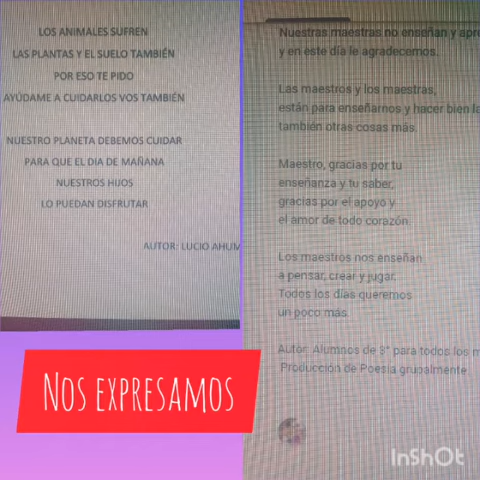 LOS ANIMALES SUFREN
LAS PLANTAS Y EL SUELO TAMBIÉN
POR ESO TE PIDO
AYÚDAME A CUIDARLOS VOS TAMBIÉN
NUESTRO PLANETA DEBEMOS CUIDAR
PARA QUE EL DIA DE MAÑANA
NUESTROS HIJOS
LO PUEDAN DISFRUTAR
AUTOR: LUCIO AHUM
Nuestras maestras no enseñan y apre
y en este día le agradecemos.
Las maestros y los maestras,
están para enseñarnos y hacer bien la
también otras cosas más.
Maestro, gracias por tu
enseñanza y tu saber,
gracias por el apoyo y
el amor de todo corazón.
Los maestros nos enseñan
a pensar, crear y jugar.
Todos los días queremos
un poco más.
Autor: Alumnos de 3° para todos los m
Producción de Poesía grupalmente.
NOS EXPRESAMOS
InShOt